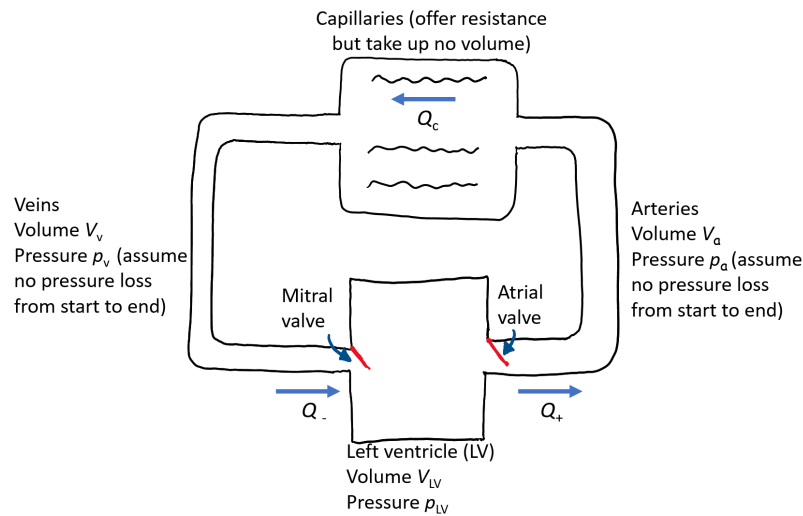 Capillaries (offer resistance
but take up no volume)
Qc
Veins
Volume Vv
Pressure pv (assume
no pressure loss
from start to end)
Arteries
Volume Va
Pressure pa (assume
no pressure loss
from start to end)
Mitral
valve
Atrial
valve
Q-
Q+
Left ventricle (LV)
Volume VLV
Pressure pLV